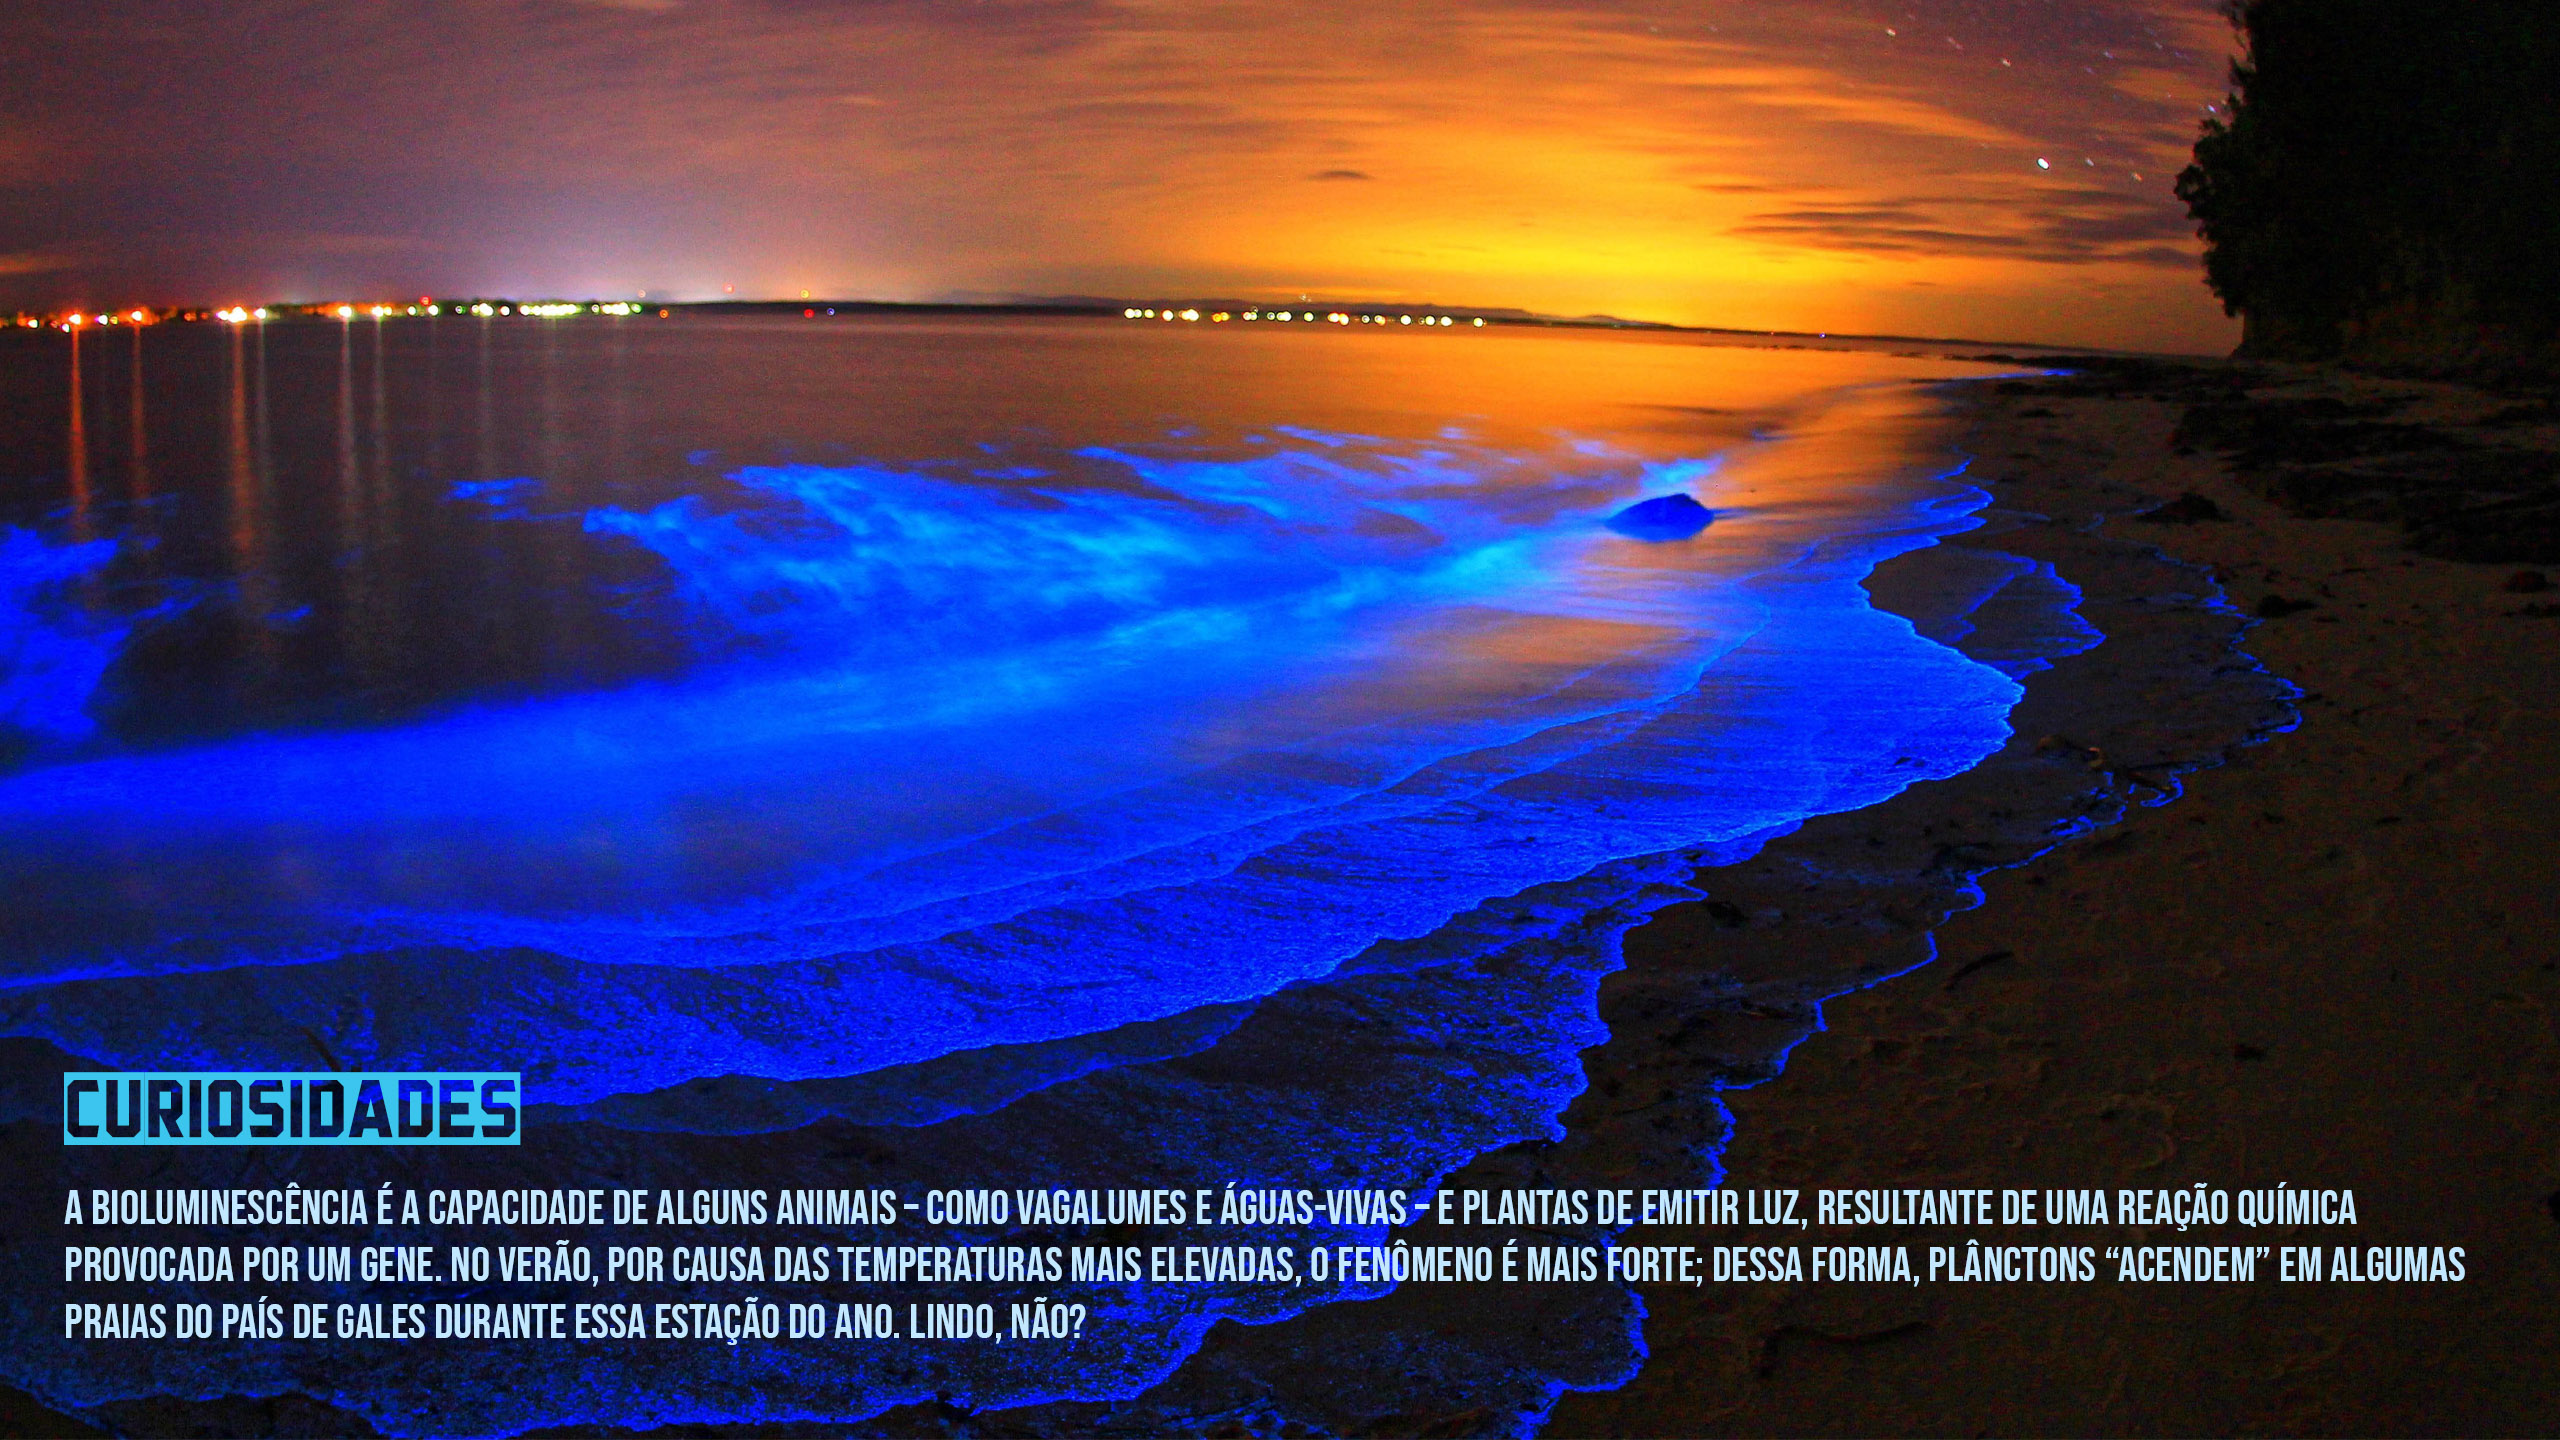 CURIOSIDADES
A BIOLUMINESCÊNCIA É A CAPACIDADE DE ALGUNS ANIMAIS – COMO VAGALUMES E ÁGUAS-VIVAS – E PLANTAS DE EMITIR LUZ, RESULTANTE DE UMA REAÇÃO QUÍMICA
PROVOCADA POR UM GENE. NO VERÃO, POR CAUSA DAS TEMPERATURAS MAIS ELEVADAS, O FENÔMENO É MAIS FORTE; DESSA FORMA, PLÂNCTONS “ACENDEM” EM ALGUMAS
PRAIAS DO PAÍS DE GALES DURANTE ESSA ESTAÇÃO DO ANO. LINDO, NÃO?